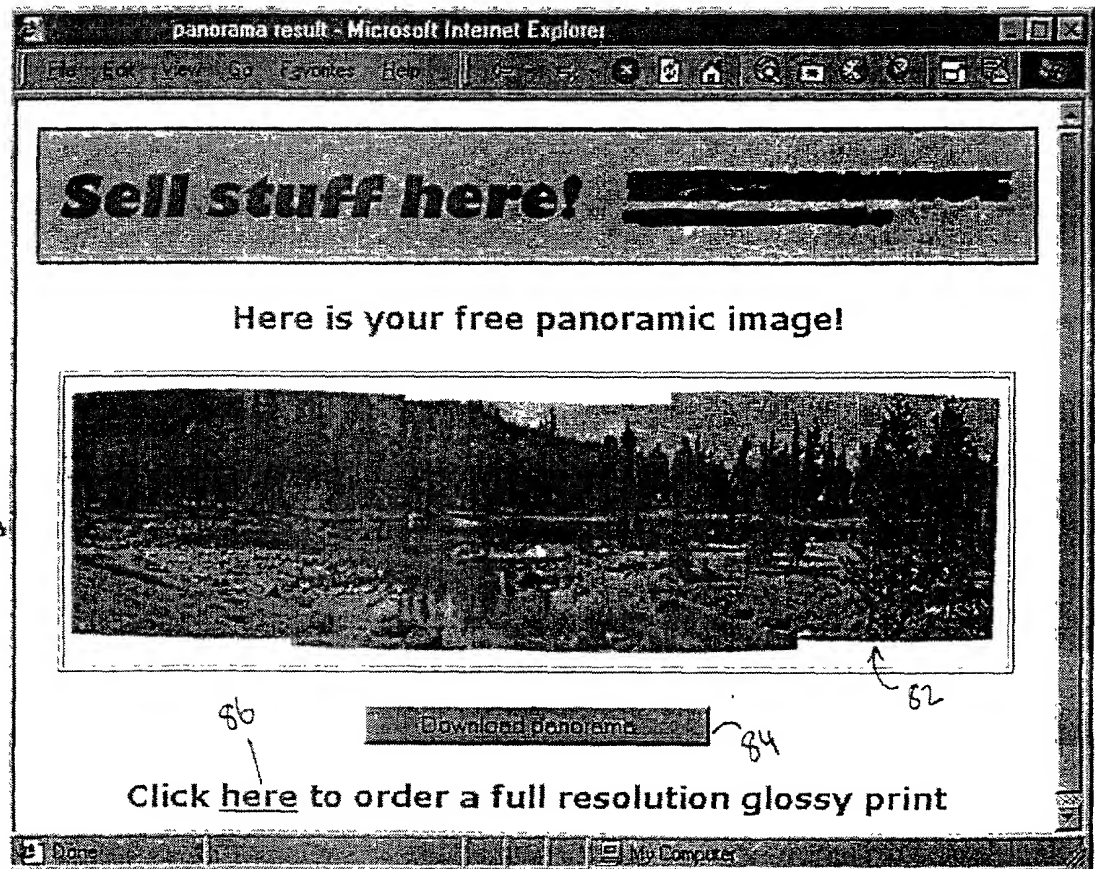 panorama result - Microsoft Internet Explorer
File Edit View Go Favorites Help
Sell stuff here!
Here is your free panoramic image!
82
86
Download panorama
84
Click here to order a full resolution glossy print
Done My Computer